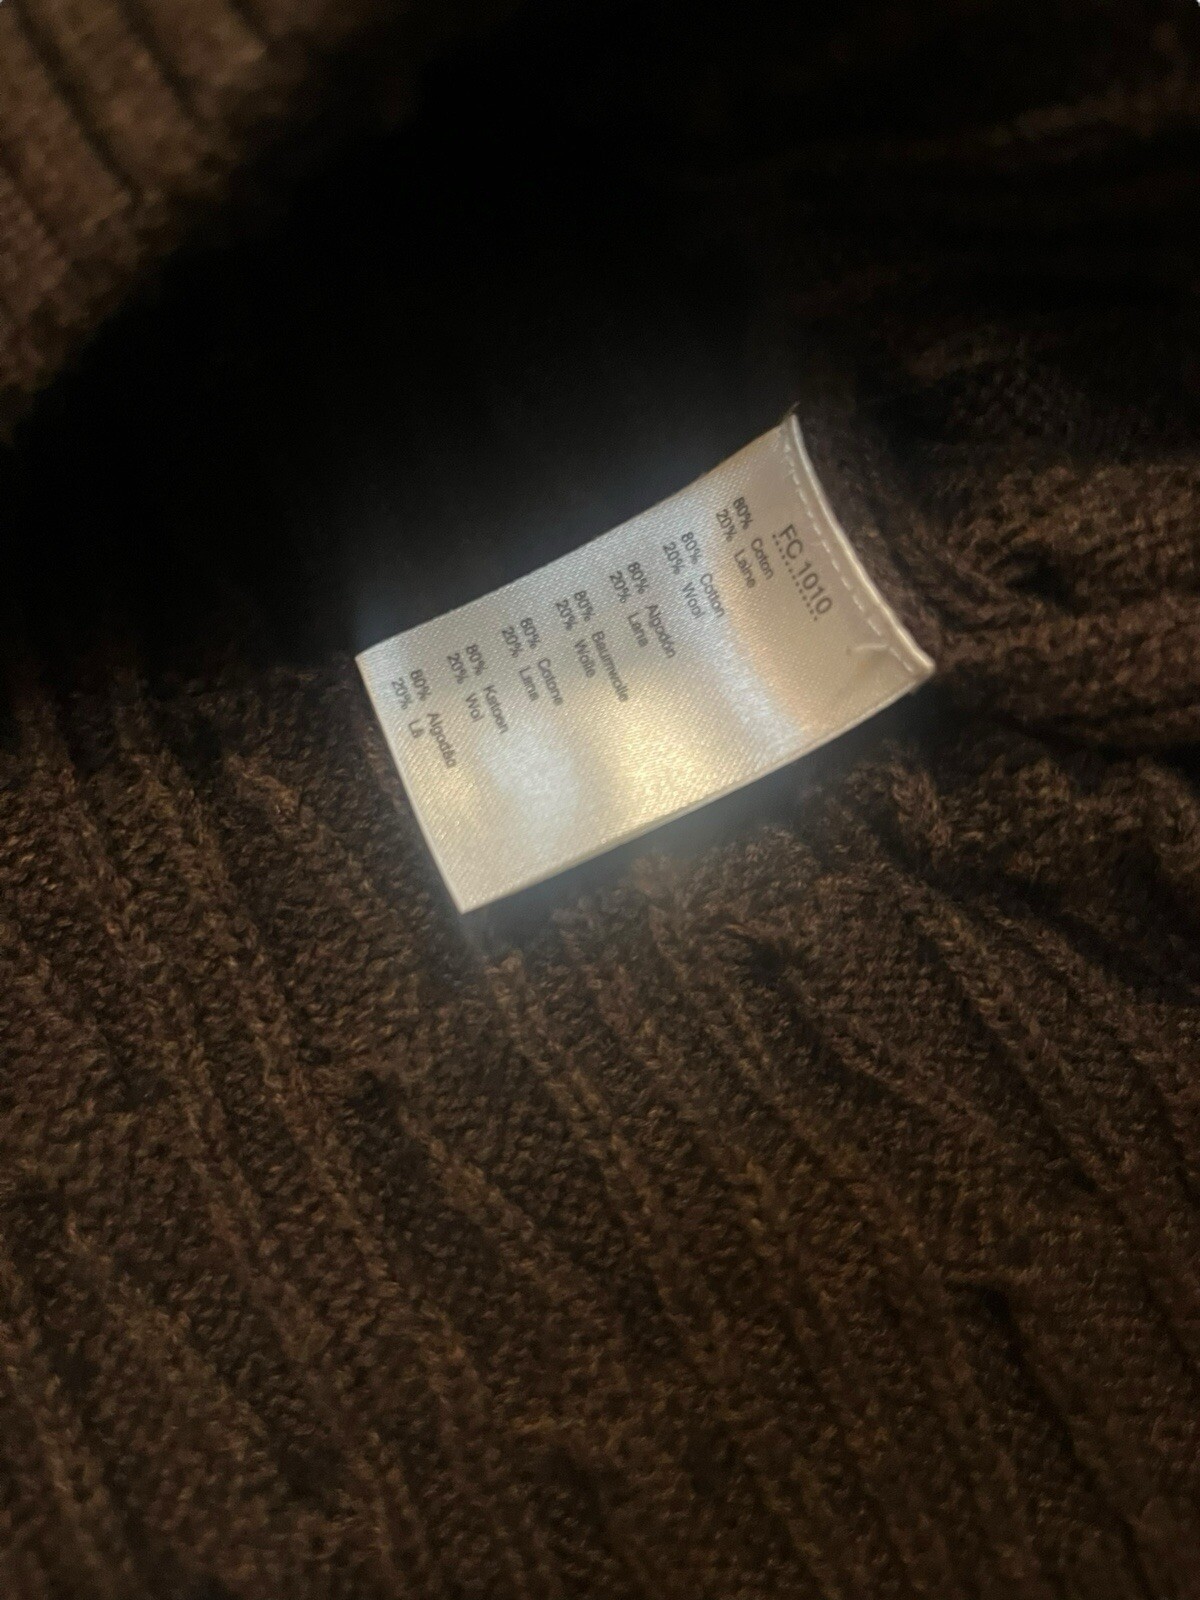 FC 1010
80% Coton
20% Laine
80% Cotton
20% Wool
80% Algodón
20% Lana
80% Baumwolle
20% Wolle
80% Cotone
20% Lana
80% Katoen
20% Wol
80% Algodão
20% Lã